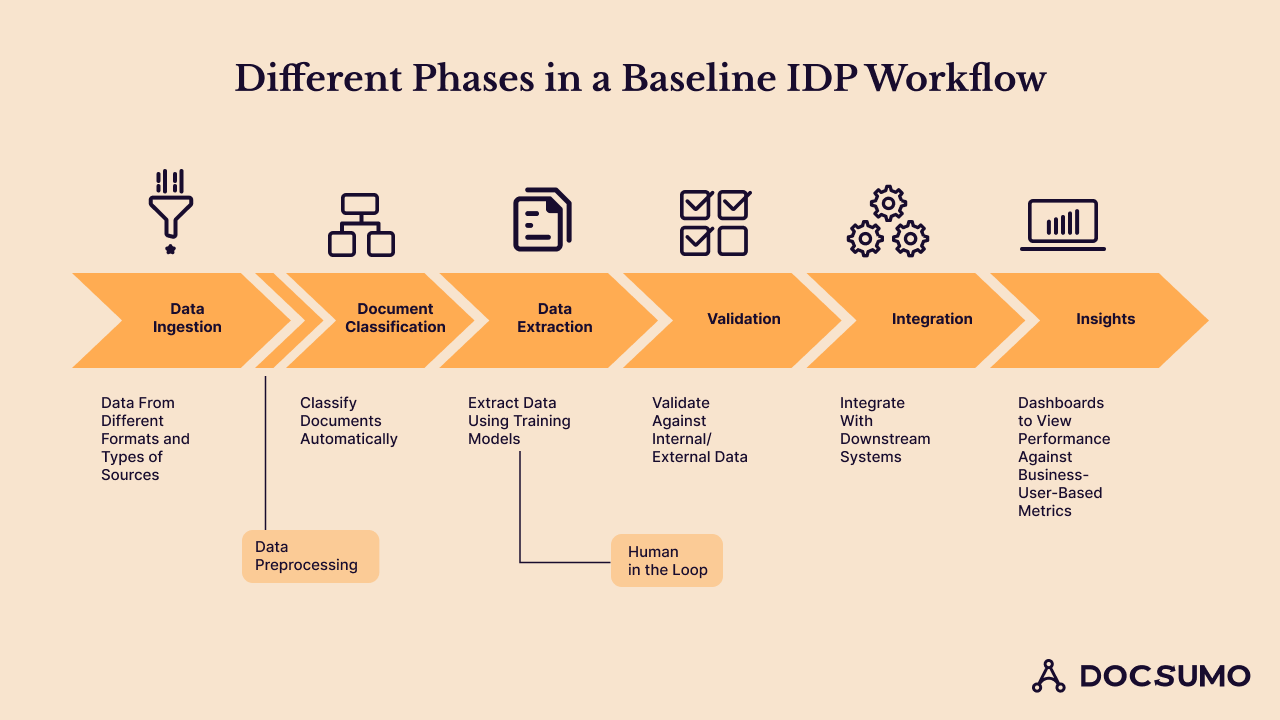 Different Phases in a Baseline IDP Workflow
Data
Ingestion
Document
Classification
Data
Extraction
Validation
Integration
Insights
Data From
Different
Formats and
Types of
Sources
Classify
Documents
Automatically
Extract Data
Using Training
Models
Validate
Against
Internal/
External Data
Integrate
With
Downstream
Systems
Dashboards
to View
Performance
Against
Business-
User-Based
Metrics
Data
Preprocessing
Human
in the Loop
DOCSUMO